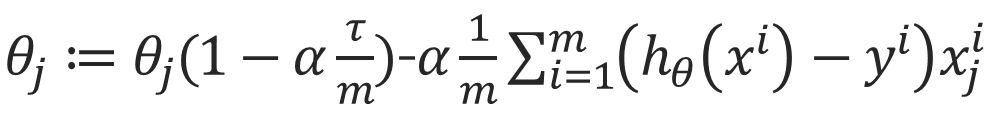 θ_j := θ_j(1 − α τ/m)-α 1/m ∑_{i=1}^{m}(h_θ(x^i) − y^i)x_j^i